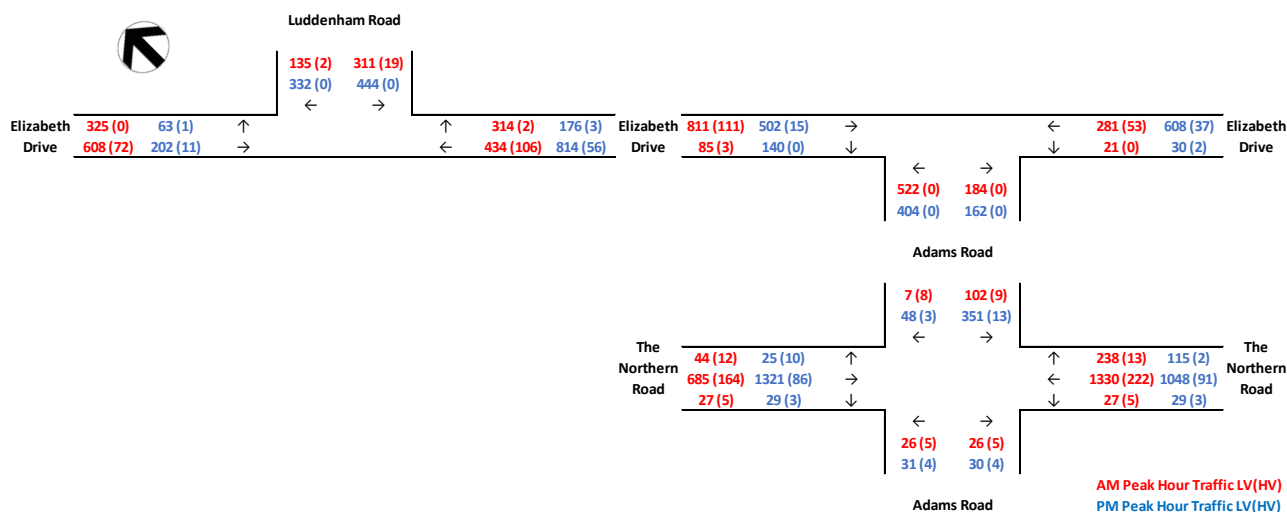 Luddenham Road
135 (2) 311 (19)
332 (0) 444 (0)
← →
Elizabeth 325 (0) 63 (1) ↑ ↑ 314 (2) 176 (3) Elizabeth 811 (111) 502 (15) → ← 281 (53) 608 (37) Elizabeth
Drive 608 (72) 202 (11) → ← 434 (106) 814 (56) Drive 85 (3) 140 (0) ↓ ↓ 21 (0) 30 (2) Drive
← →
522 (0) 184 (0)
404 (0) 162 (0)
Adams Road
7 (8) 102 (9)
48 (3) 351 (13)
← →
The 44 (12) 25 (10) ↑ ↑ 238 (13) 115 (2) The
Northern 685 (164) 1321 (86) → ← 1330 (222) 1048 (91) Northern
Road 27 (5) 29 (3) ↓ ↓ 27 (5) 29 (3) Road
← →
26 (5) 26 (5)
31 (4) 30 (4)
Adams Road
AM Peak Hour Traffic LV(HV)
PM Peak Hour Traffic LV(HV)